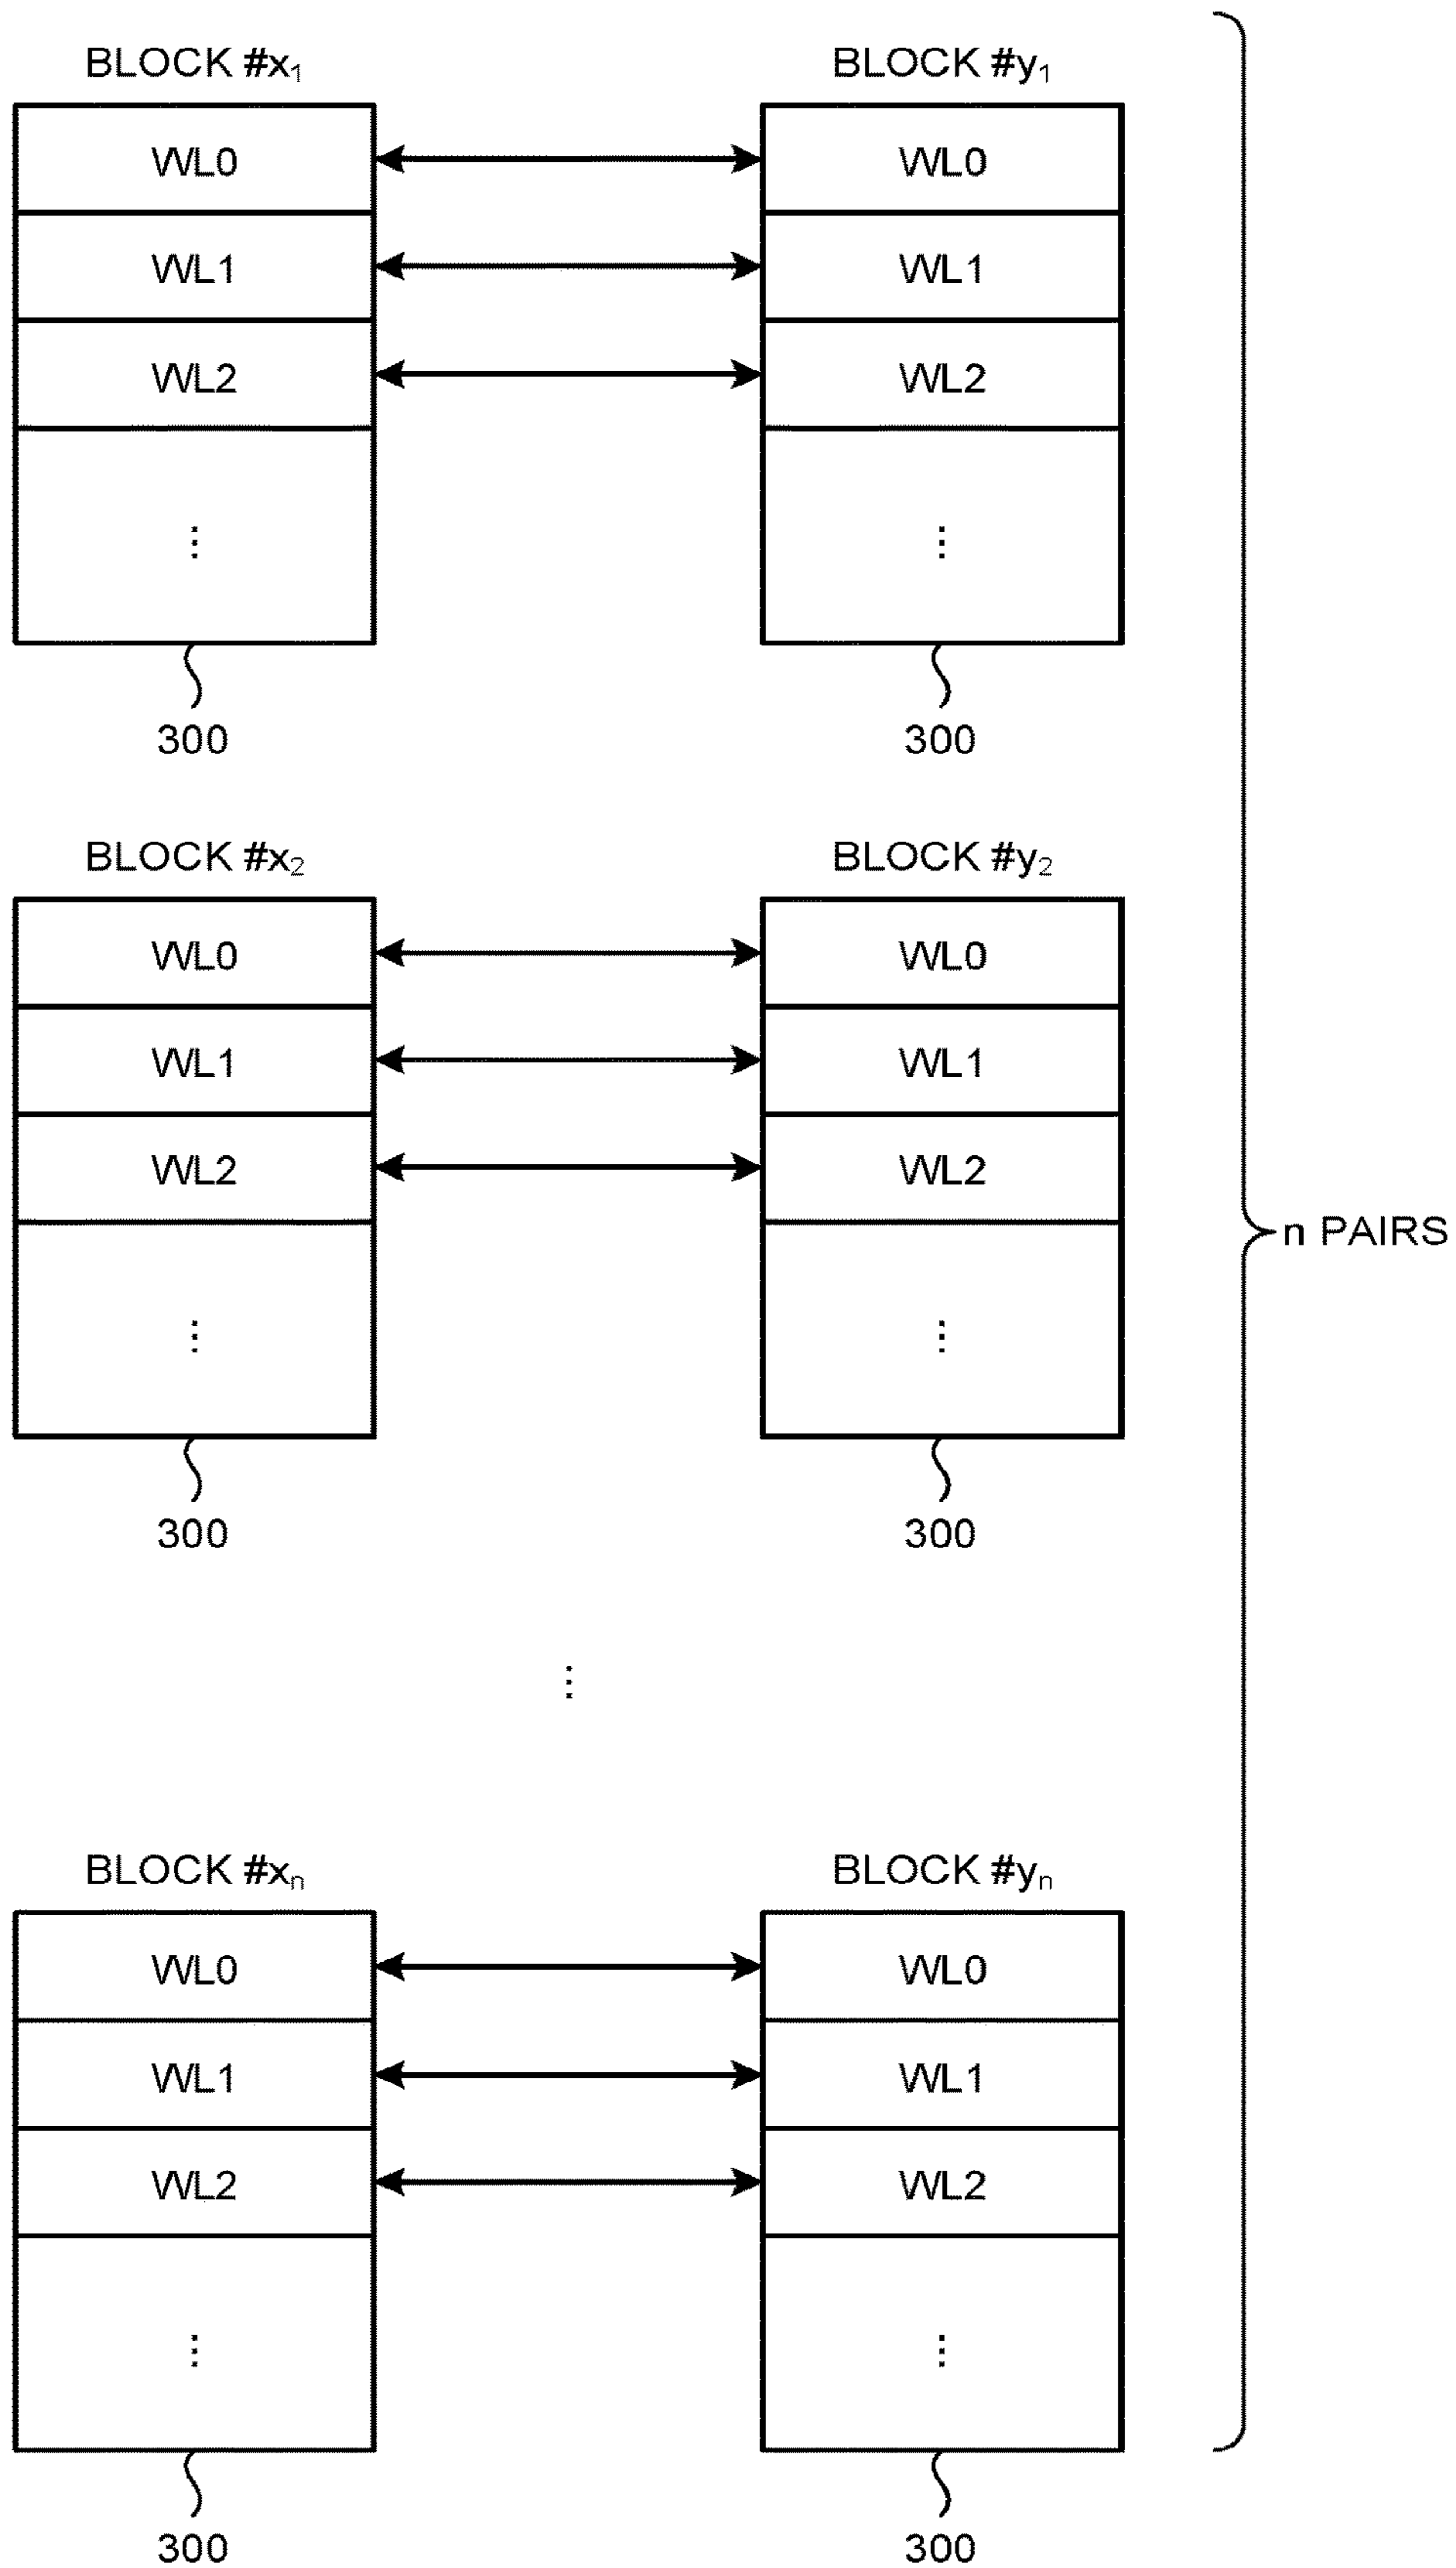 BLOCK #x₁ BLOCK #y₁
WL0 WL0
WL1 WL1
WL2 WL2
⋮ ⋮
300 300
BLOCK #x₂ BLOCK #y₂
WL0 WL0
WL1 WL1
WL2 WL2
n PAIRS
⋮ ⋮
300 300
⋮
BLOCK #xₙ BLOCK #yₙ
WL0 WL0
WL1 WL1
WL2 WL2
⋮ ⋮
300 300